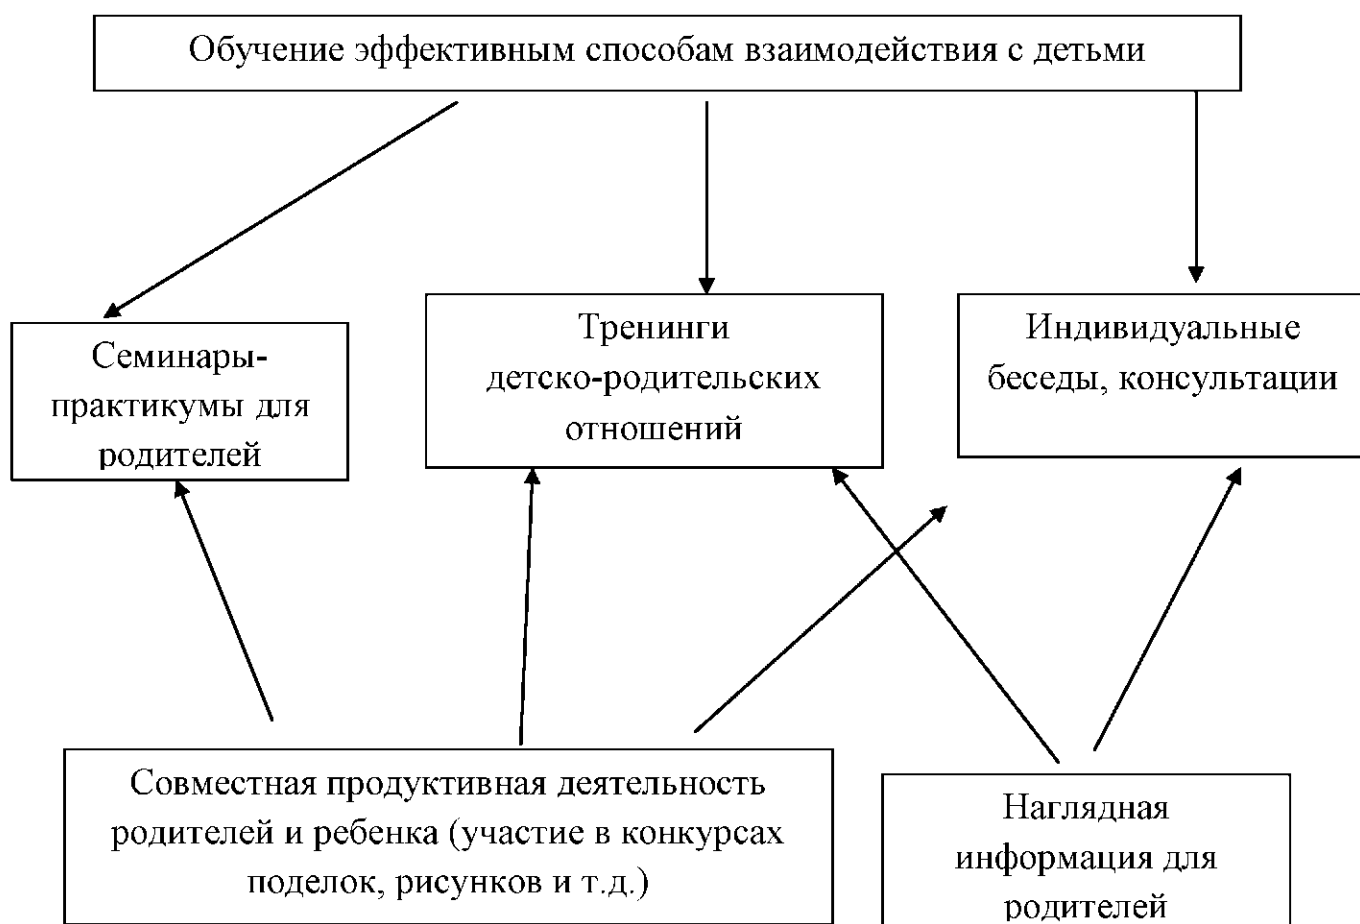 Обучение эффективным способам взаимодействия с детьми
Семинары-
практикумы для
родителей
Тренинги
детско-родительских
отношений
Индивидуальные
беседы, консультации
Совместная продуктивная деятельность
родителей и ребенка (участие в конкурсах
поделок, рисунков и т.д.)
Наглядная
информация для
родителей